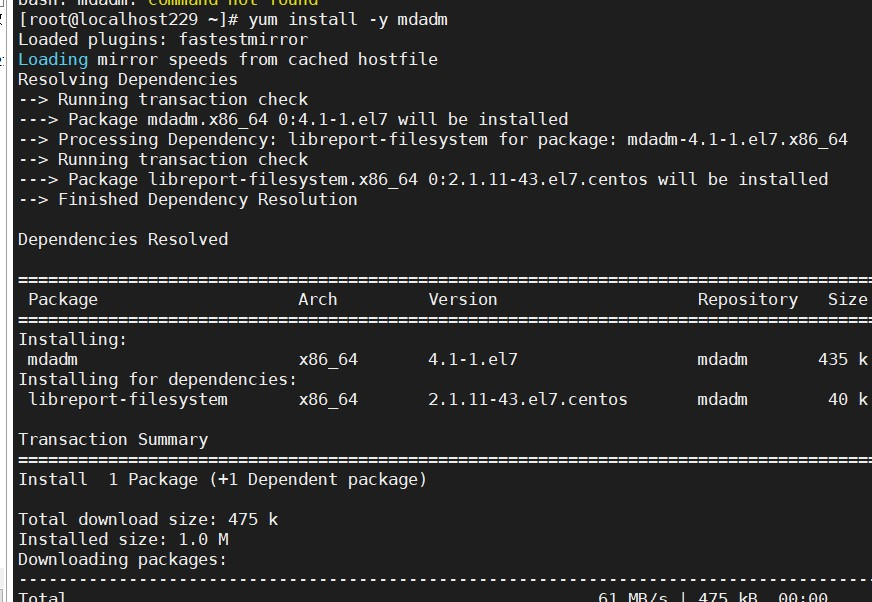 bash: mdadm: command not found
[root@localhost229 ~]# yum install -y mdadm
Loaded plugins: fastestmirror
Loading mirror speeds from cached hostfile
Resolving Dependencies
--> Running transaction check
---> Package mdadm.x86_64 0:4.1-1.el7 will be installed
--> Processing Dependency: libreport-filesystem for package: mdadm-4.1-1.el7.x86_64
--> Running transaction check
---> Package libreport-filesystem.x86_64 0:2.1.11-43.el7.centos will be installed
--> Finished Dependency Resolution
Dependencies Resolved
================================================================================
Package Arch Version Repository Size
================================================================================
Installing:
mdadm x86_64 4.1-1.el7 mdadm 435 k
Installing for dependencies:
libreport-filesystem x86_64 2.1.11-43.el7.centos mdadm 40 k
Transaction Summary
================================================================================
Install 1 Package (+1 Dependent package)
Total download size: 475 k
Installed size: 1.0 M
Downloading packages:
--------------------------------------------------------------------------------
Total 61 MB/s | 475 kB 00:00